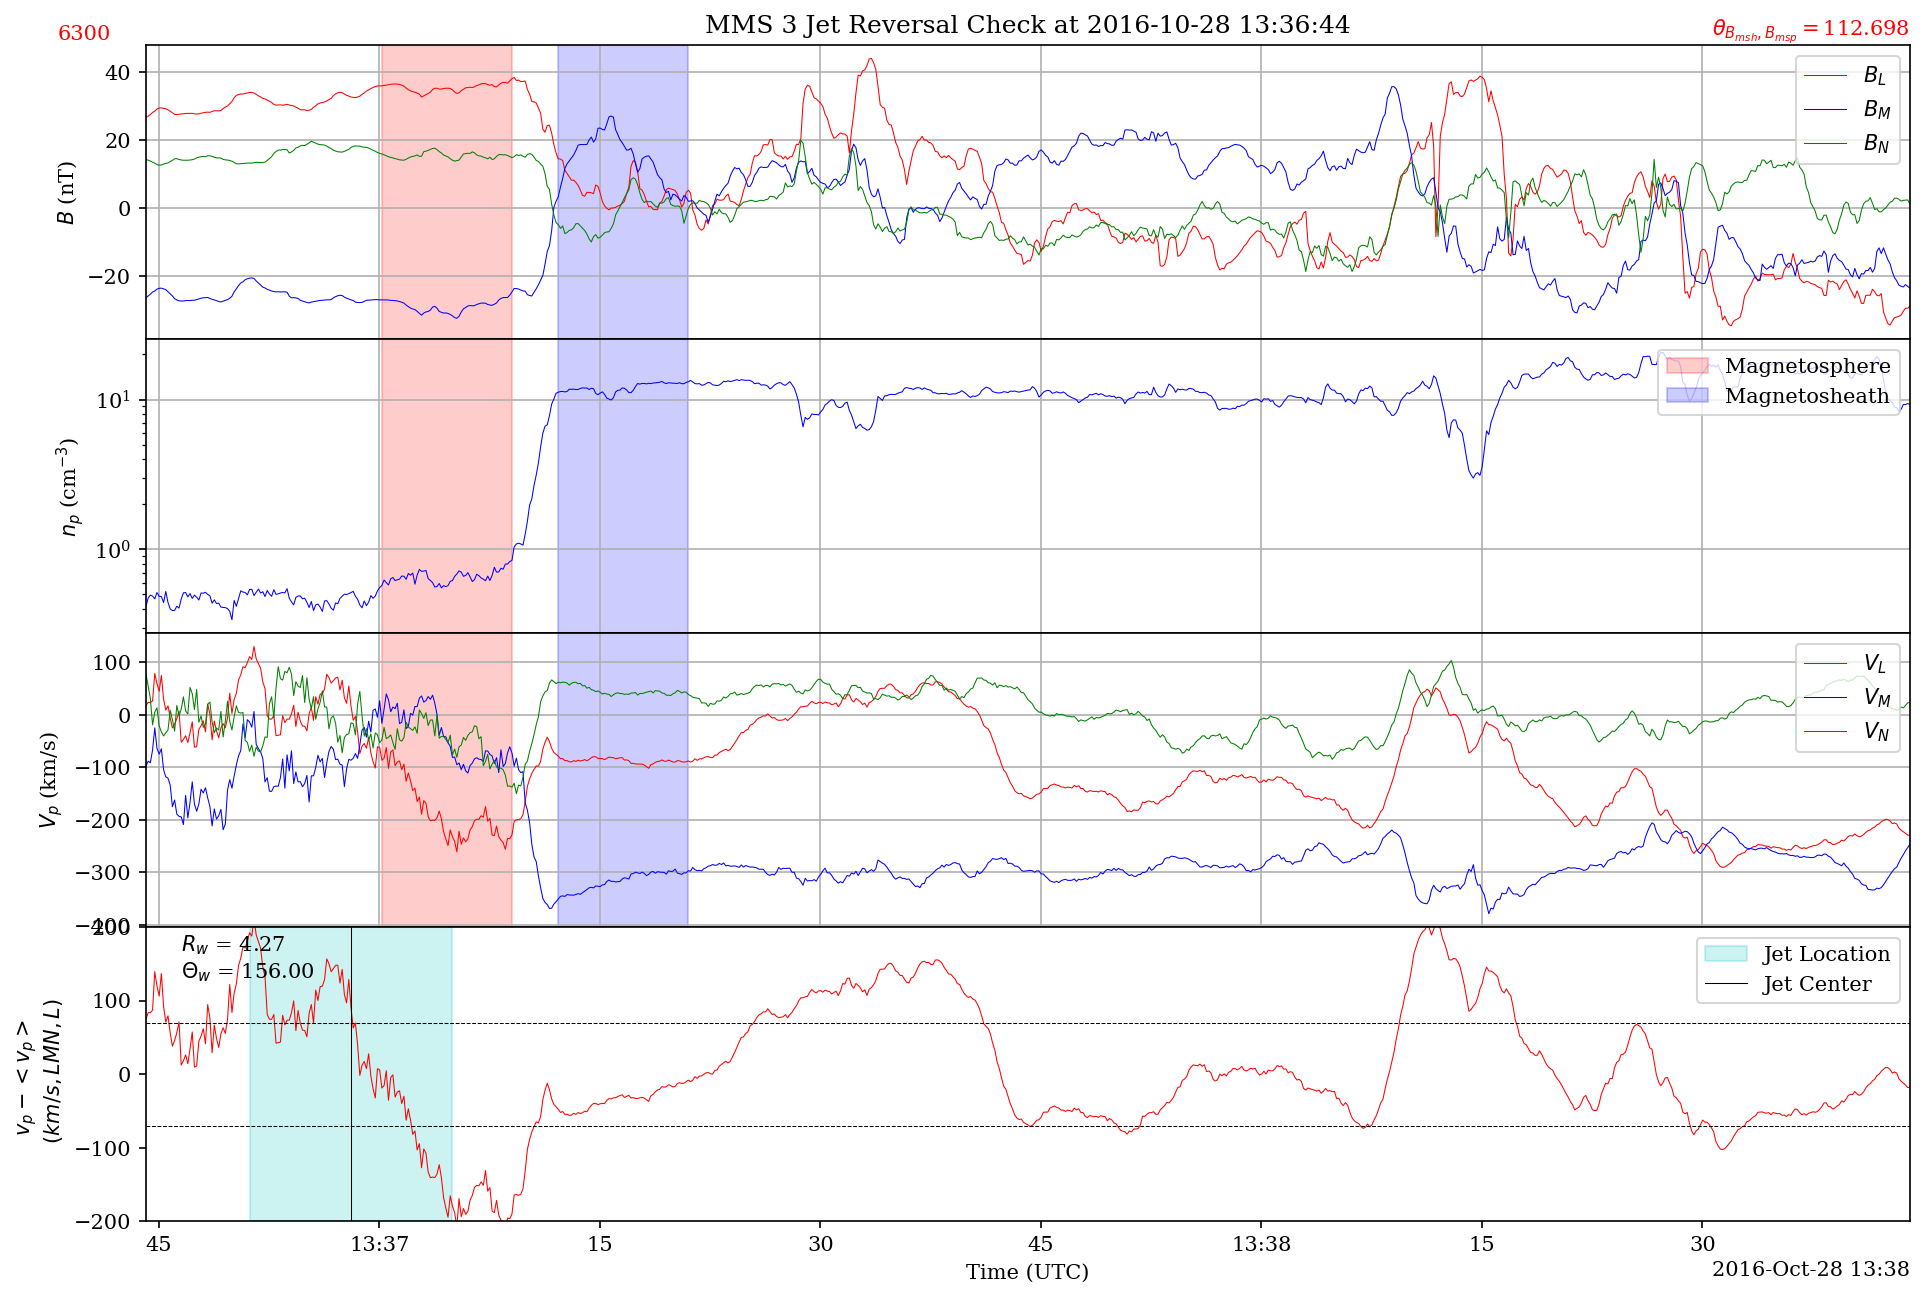 6300
MMS 3 Jet Reversal Check at 2016-10-28 13:36:44
θ_{B_{msh}, B_{msp}} = 112.698
B (nT)
40
20
0
−20
B_L
B_M
B_N
n_p (cm^{−3})
10^1
10^0
Magnetosphere
Magnetosheath
V_p (km/s)
100
0
−100
−200
−300
−400
V_L
V_M
V_N
v_p − < v_p >
(km/s, LMN, L)
200
100
0
−100
−200
R_w = 4.27
Θ_w = 156.00
Jet Location
Jet Center
45
13:37
15
30
45
13:38
15
30
Time (UTC)
2016-Oct-28 13:38